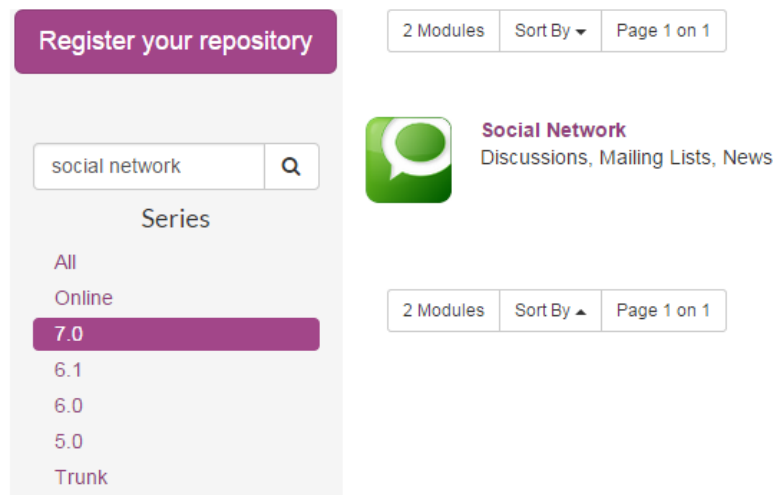 Register your repository
social network
Series
All
Online
7.0
6.1
6.0
5.0
Trunk
2 Modules Sort By Page 1 on 1
Social Network
Discussions, Mailing Lists, News
2 Modules Sort By Page 1 on 1